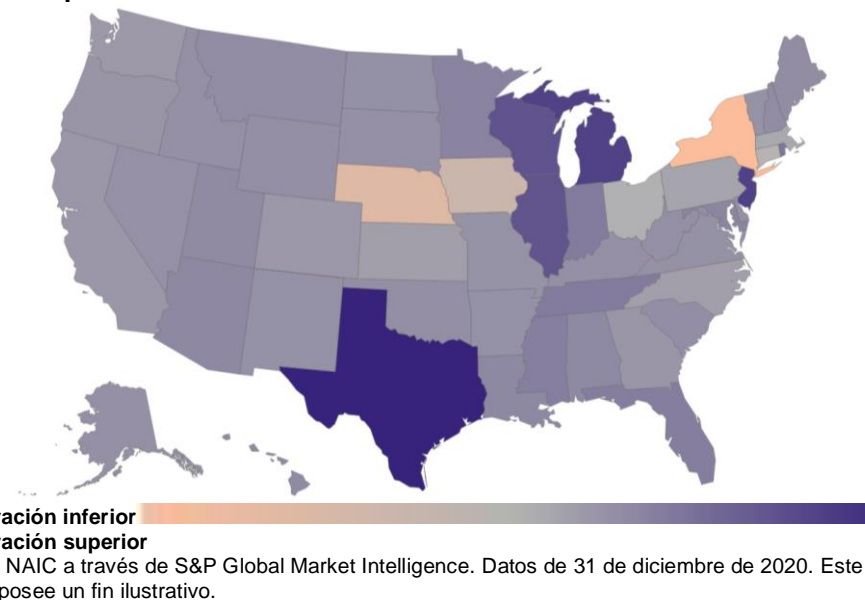 ración inferior
ración superior
NAIC a través de S&P Global Market Intelligence. Datos de 31 de diciembre de 2020. Este
posee un fin ilustrativo.